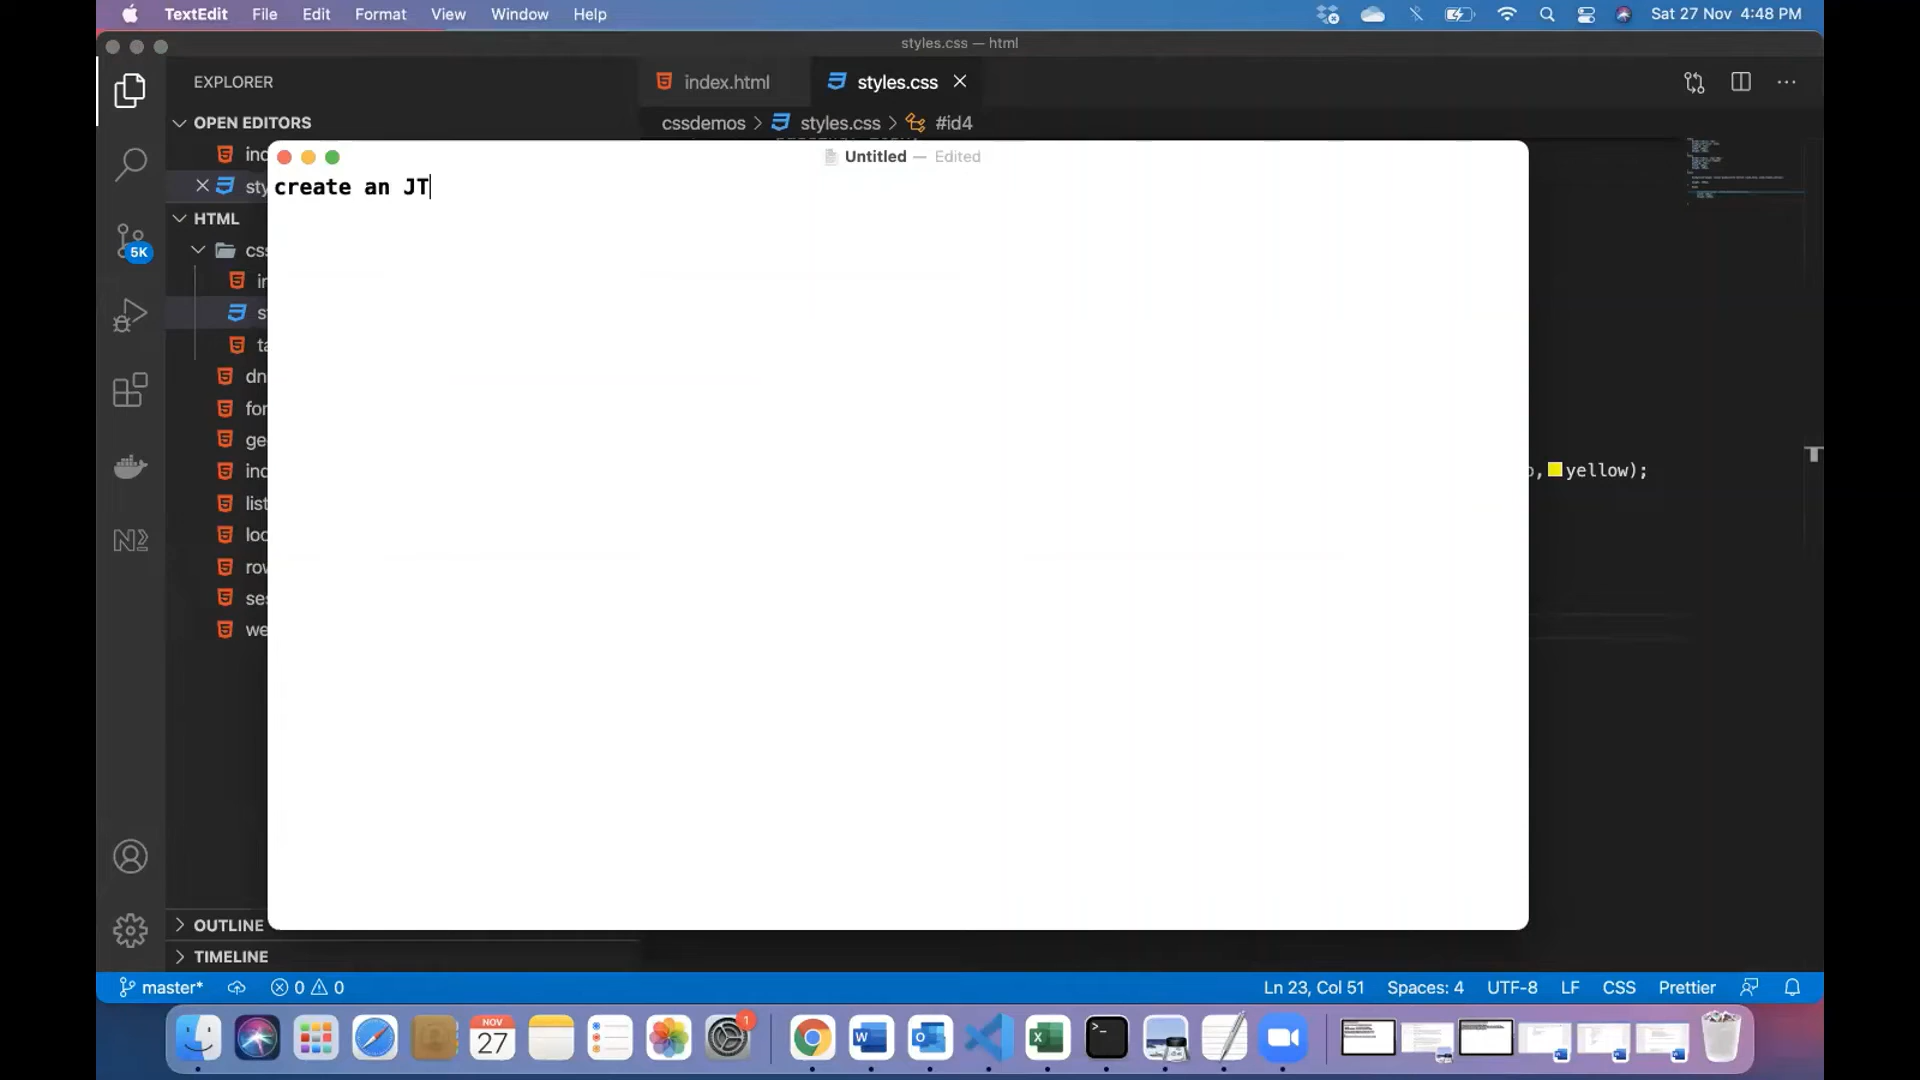 TextEdit File Edit Format View Window Help Sat 27 Nov 4:48 PM
styles.css — html
EXPLORER
index.html styles.css
OPEN EDITORS
cssdemos > styles.css > #id4
Untitled — Edited
create an JT
HTML
5K
,yellow);
OUTLINE
TIMELINE
master* 0 0 Ln 23, Col 51 Spaces: 4 UTF-8 LF CSS Prettier
NOV
27
1